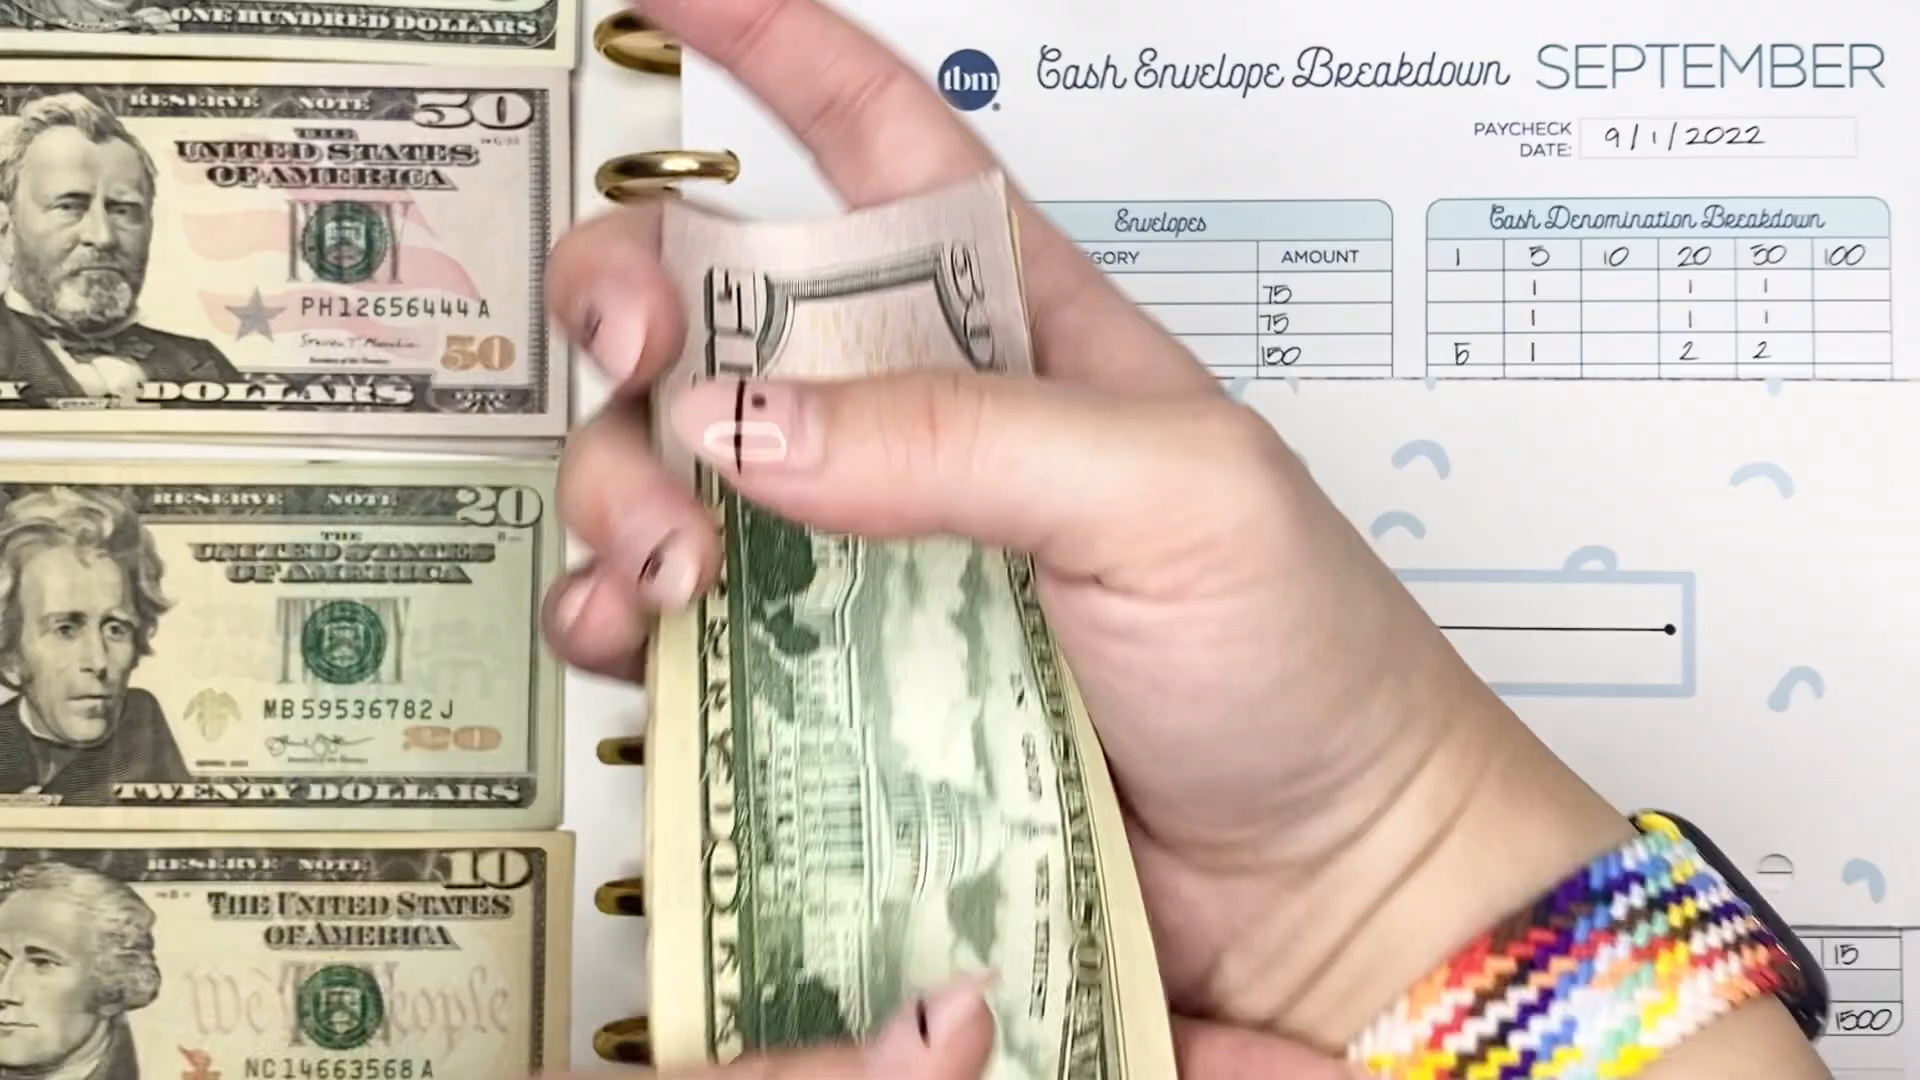 ONE HUNDRED DOLLARS
RESERVE NOTE 50
THE
UNITED STATES
OF AMERICA
PH12656444A
50
DOLLARS
RESERVE NOTE 20
THE
UNITED STATES
OF AMERICA
MB59536782J
20
TWENTY DOLLARS
RESERVE NOTE 10
THE UNITED STATES
OF AMERICA
We People
NC14663568A
50
tbm Cash Envelope Breakdown SEPTEMBER
PAYCHECK DATE: 9/1/2022
Envelopes
AMOUNT
75
75
150
Cash Denomination Breakdown
1 5 10 20 50 100
1 1 1
1 1 1
5 1 2 2
15
1500